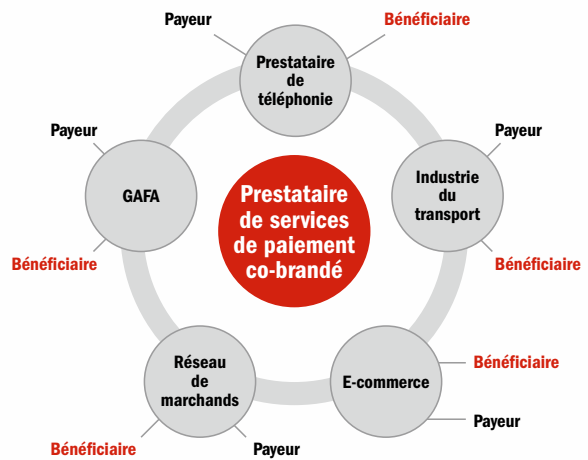 Payeur
Bénéficiaire
Prestataire
de
téléphonie
Payeur
Payeur
GAFA
Industrie
du
transport
Prestataire
de services
de paiement
co-brandé
Bénéficiaire
Bénéficiaire
Réseau
de
marchands
E-commerce
Bénéficiaire
Payeur
Bénéficiaire
Payeur